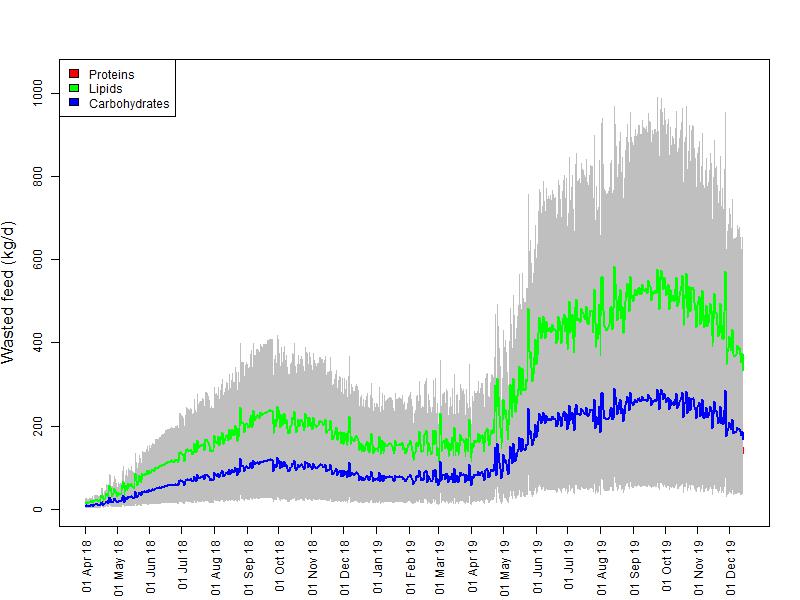 Proteins
Lipids
Carbohydrates
Wasted feed (kg/d)
1000
800
600
400
200
0
01 Apr 18
01 May 18
01 Jun 18
01 Jul 18
01 Aug 18
01 Sep 18
01 Oct 18
01 Nov 18
01 Dec 18
01 Jan 19
01 Feb 19
01 Mar 19
01 Apr 19
01 May 19
01 Jun 19
01 Jul 19
01 Aug 19
01 Sep 19
01 Oct 19
01 Nov 19
01 Dec 19